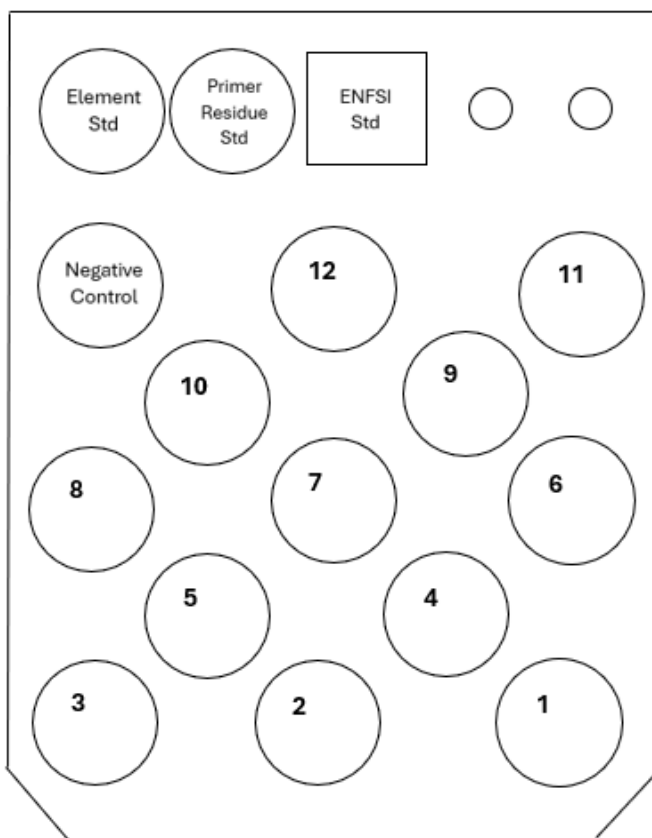 Element
Std
Primer
Residue
Std
ENFSI
Std
Negative
Control
12
11
10
9
8
7
6
5
4
3
2
1